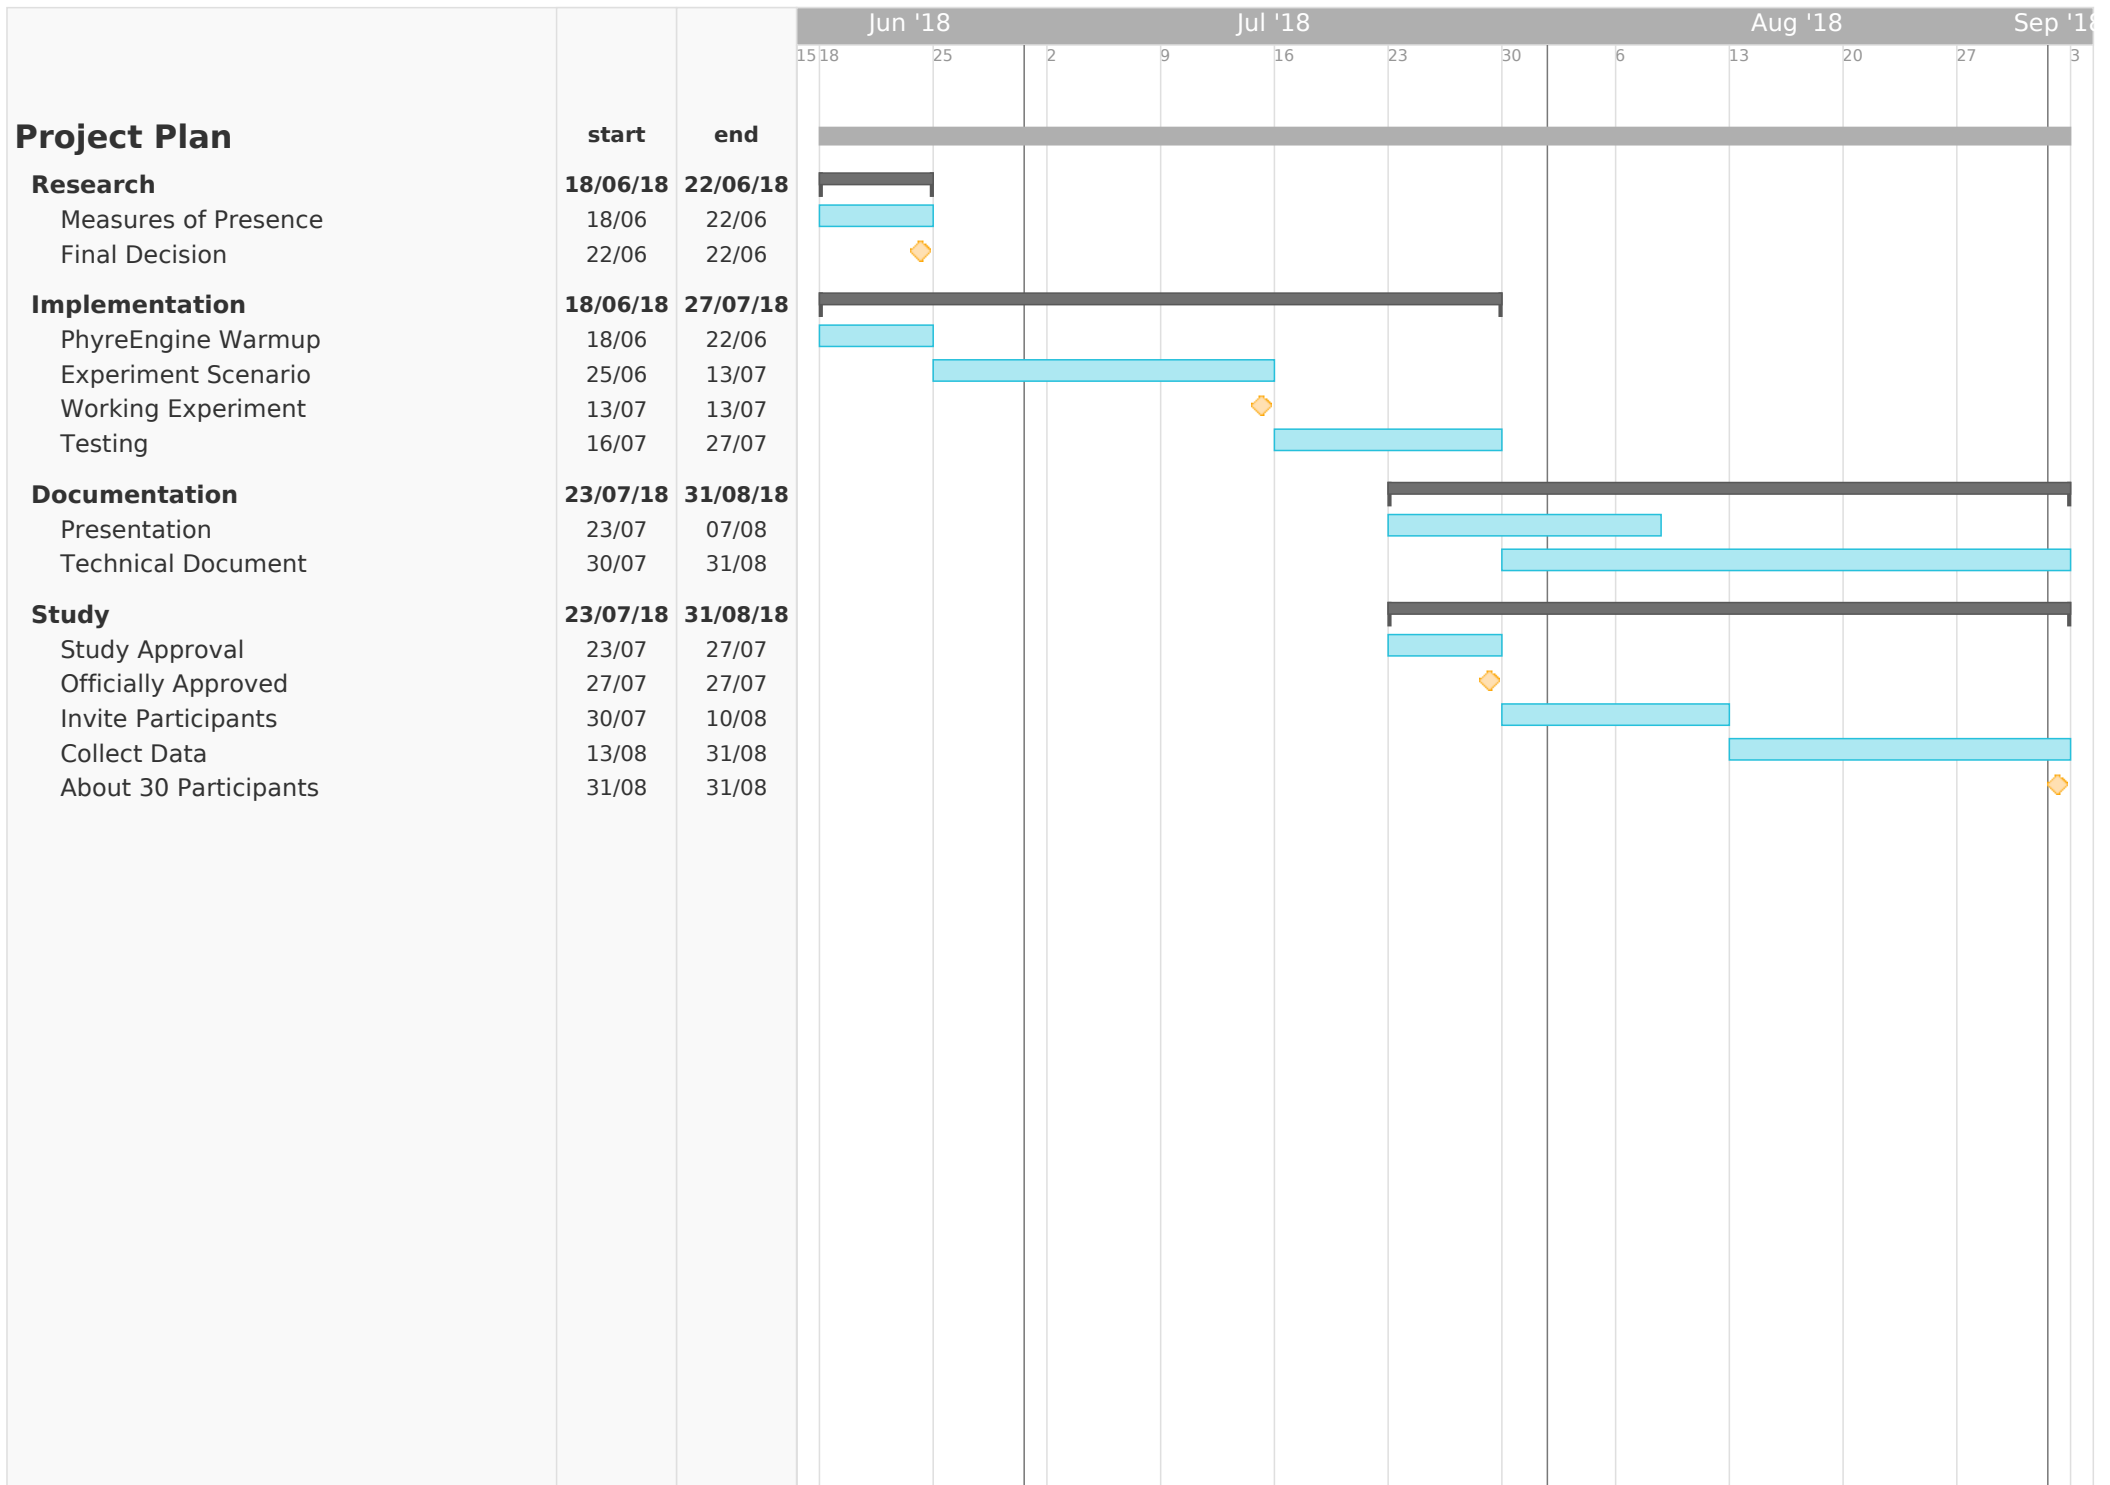 Jun '18 Jul '18 Aug '18 Sep '18
15 18 25 2 9 16 23 30 6 13 20 27 3
Project Plan start end
Research 18/06/18 22/06/18
Measures of Presence 18/06 22/06
Final Decision 22/06 22/06
Implementation 18/06/18 27/07/18
PhyreEngine Warmup 18/06 22/06
Experiment Scenario 25/06 13/07
Working Experiment 13/07 13/07
Testing 16/07 27/07
Documentation 23/07/18 31/08/18
Presentation 23/07 07/08
Technical Document 30/07 31/08
Study 23/07/18 31/08/18
Study Approval 23/07 27/07
Officially Approved 27/07 27/07
Invite Participants 30/07 10/08
Collect Data 13/08 31/08
About 30 Participants 31/08 31/08